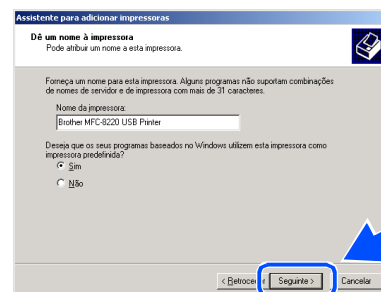 Assistente para adicionar impressoras
Dê um nome à impressora
Pode atribuir um nome a esta impressora.
Forneça um nome para esta impressora. Alguns programas não suportam combinações
de nomes de servidor e de impressora com mais de 31 caracteres.
Nome da impressora:
Brother MFC-8220 USB Printer
Deseja que os seus programas baseados no Windows utilizem esta impressora como
impressora predefinida?
Sim
Não
< Retroceder Seguinte > Cancelar